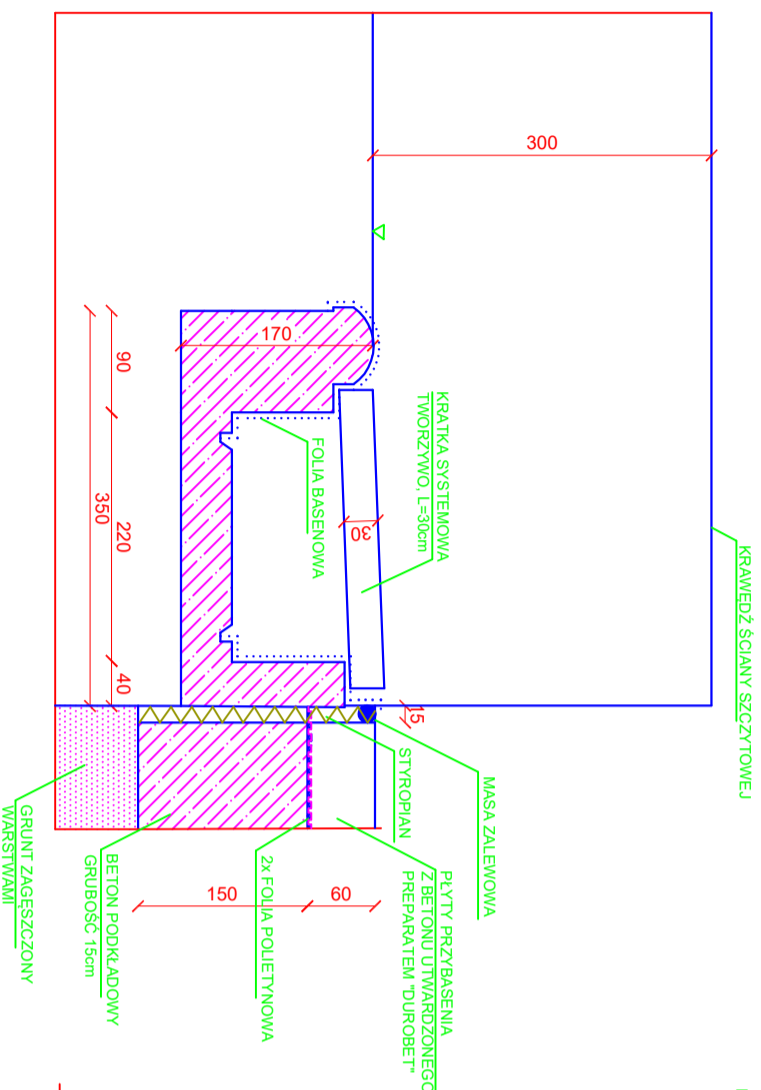 300
170
90
350
220
40
30
15
KRATKA SYSTEMOWA
TWORZYWO, L=30cm
FOLIA BASENOWA
KRAWĘDŹ ŚCIANY SZCZYTOWEJ
MASA ZALEWOWA
STYROPIAN
PŁYTY PRZYBASENIA
Z BETONU UTWARDZONEGO
PREPARATEM "DUROBET"
2x FOLIA POLIETYNOWA
150
60
BETON PODKŁADOWY
GRUBOŚĆ 15cm
GRUNT ZAGĘSZCZONY
WARSTWAMI